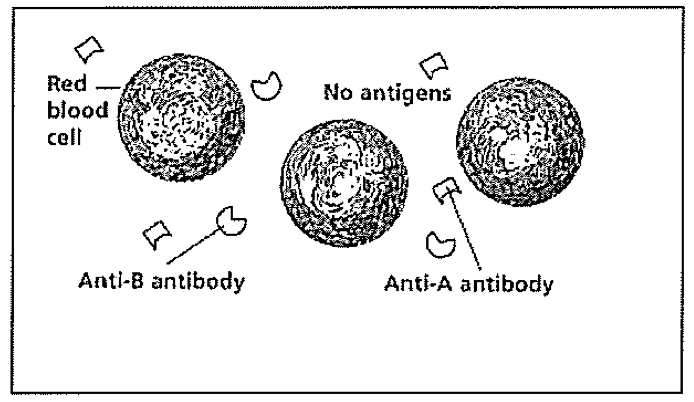 Red
blood
cell
No antigens
Anti-B antibody
Anti-A antibody